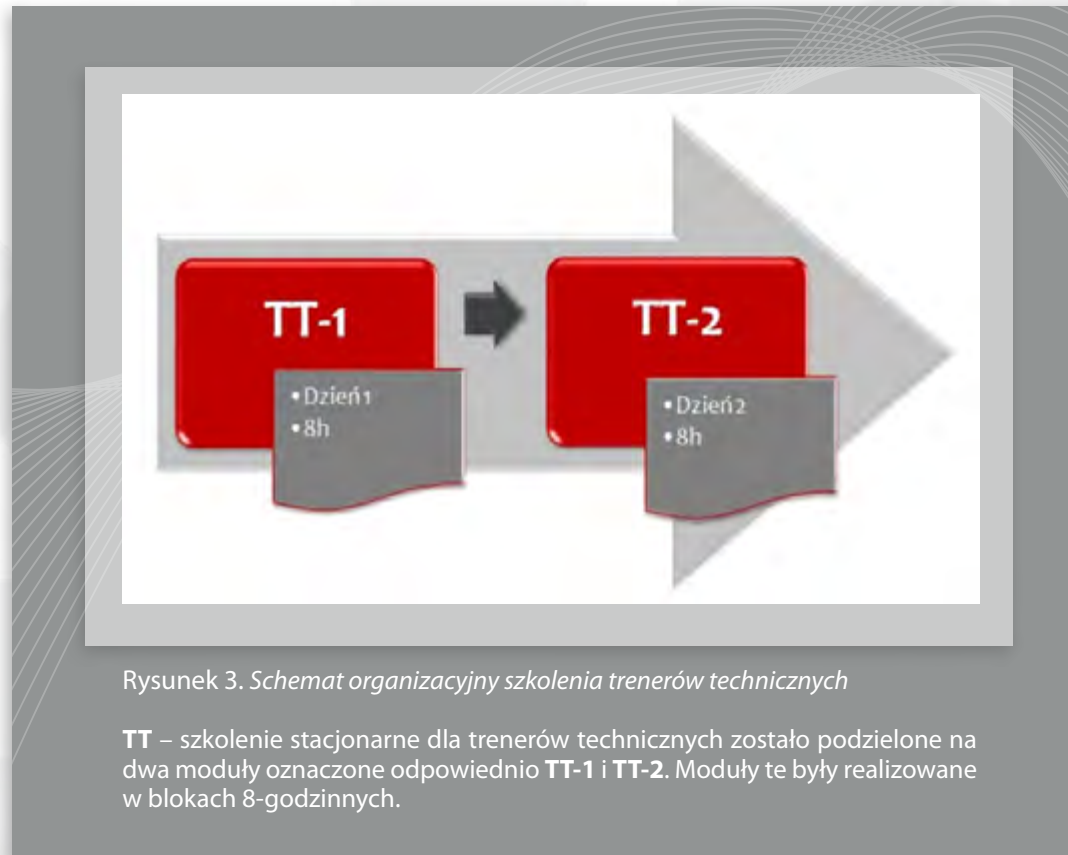 TT-1
• Dzień1
• 8h
TT-2
• Dzień2
• 8h
Rysunek 3. Schemat organizacyjny szkolenia trenerów technicznych
TT – szkolenie stacjonarne dla trenerów technicznych zostało podzielone na
dwa moduły oznaczone odpowiednio TT-1 i TT-2. Moduły te były realizowane
w blokach 8-godzinnych.